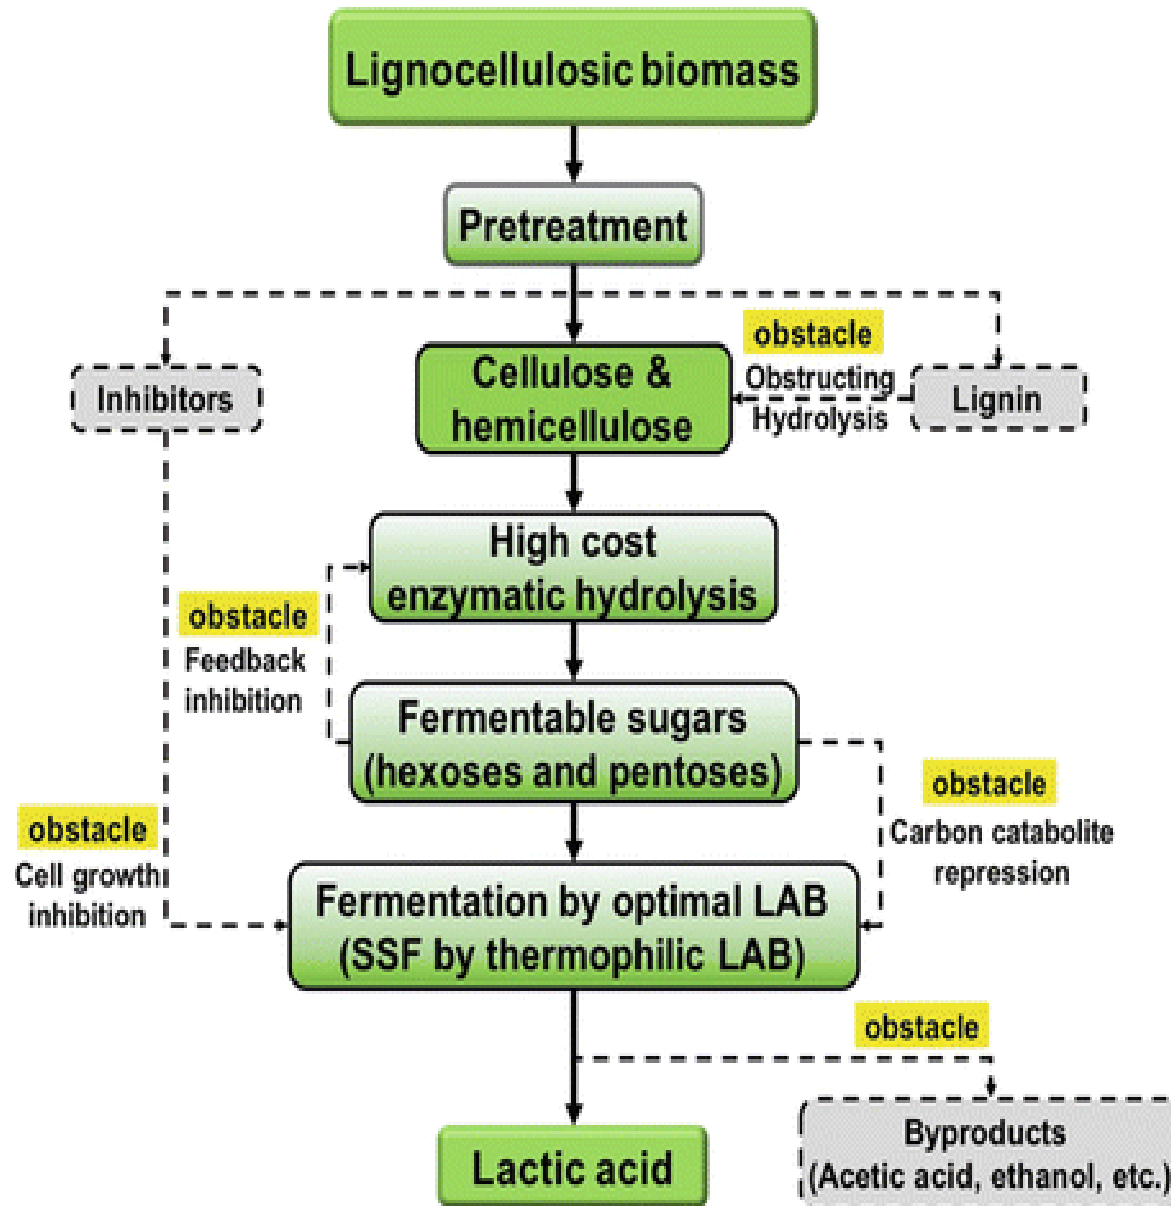 Lignocellulosic biomass
Pretreatment
obstacle
Inhibitors
Cellulose &
hemicellulose
Obstructing
Hydrolysis
Lignin
High cost
enzymatic hydrolysis
obstacle
Feedback
inhibition
Fermentable sugars
(hexoses and pentoses)
obstacle
Carbon catabolite
repression
obstacle
Cell growth
inhibition
Fermentation by optimal LAB
(SSF by thermophilic LAB)
obstacle
Byproducts
(Acetic acid, ethanol, etc.)
Lactic acid